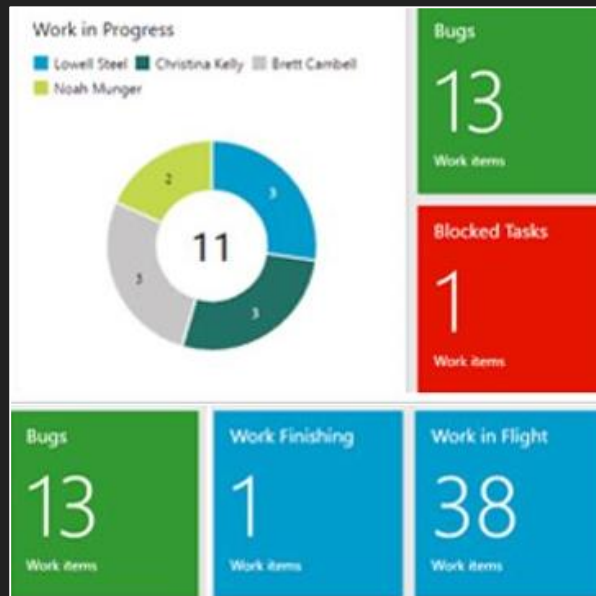 Work in Progress
Lowell Steel Christina Kelly Brett Cambell
Noah Munger
2
3
11
3
3
Bugs
13
Work items
Blocked Tasks
1
Work items
Bugs
13
Work items
Work Finishing
1
Work items
Work in Flight
38
Work items